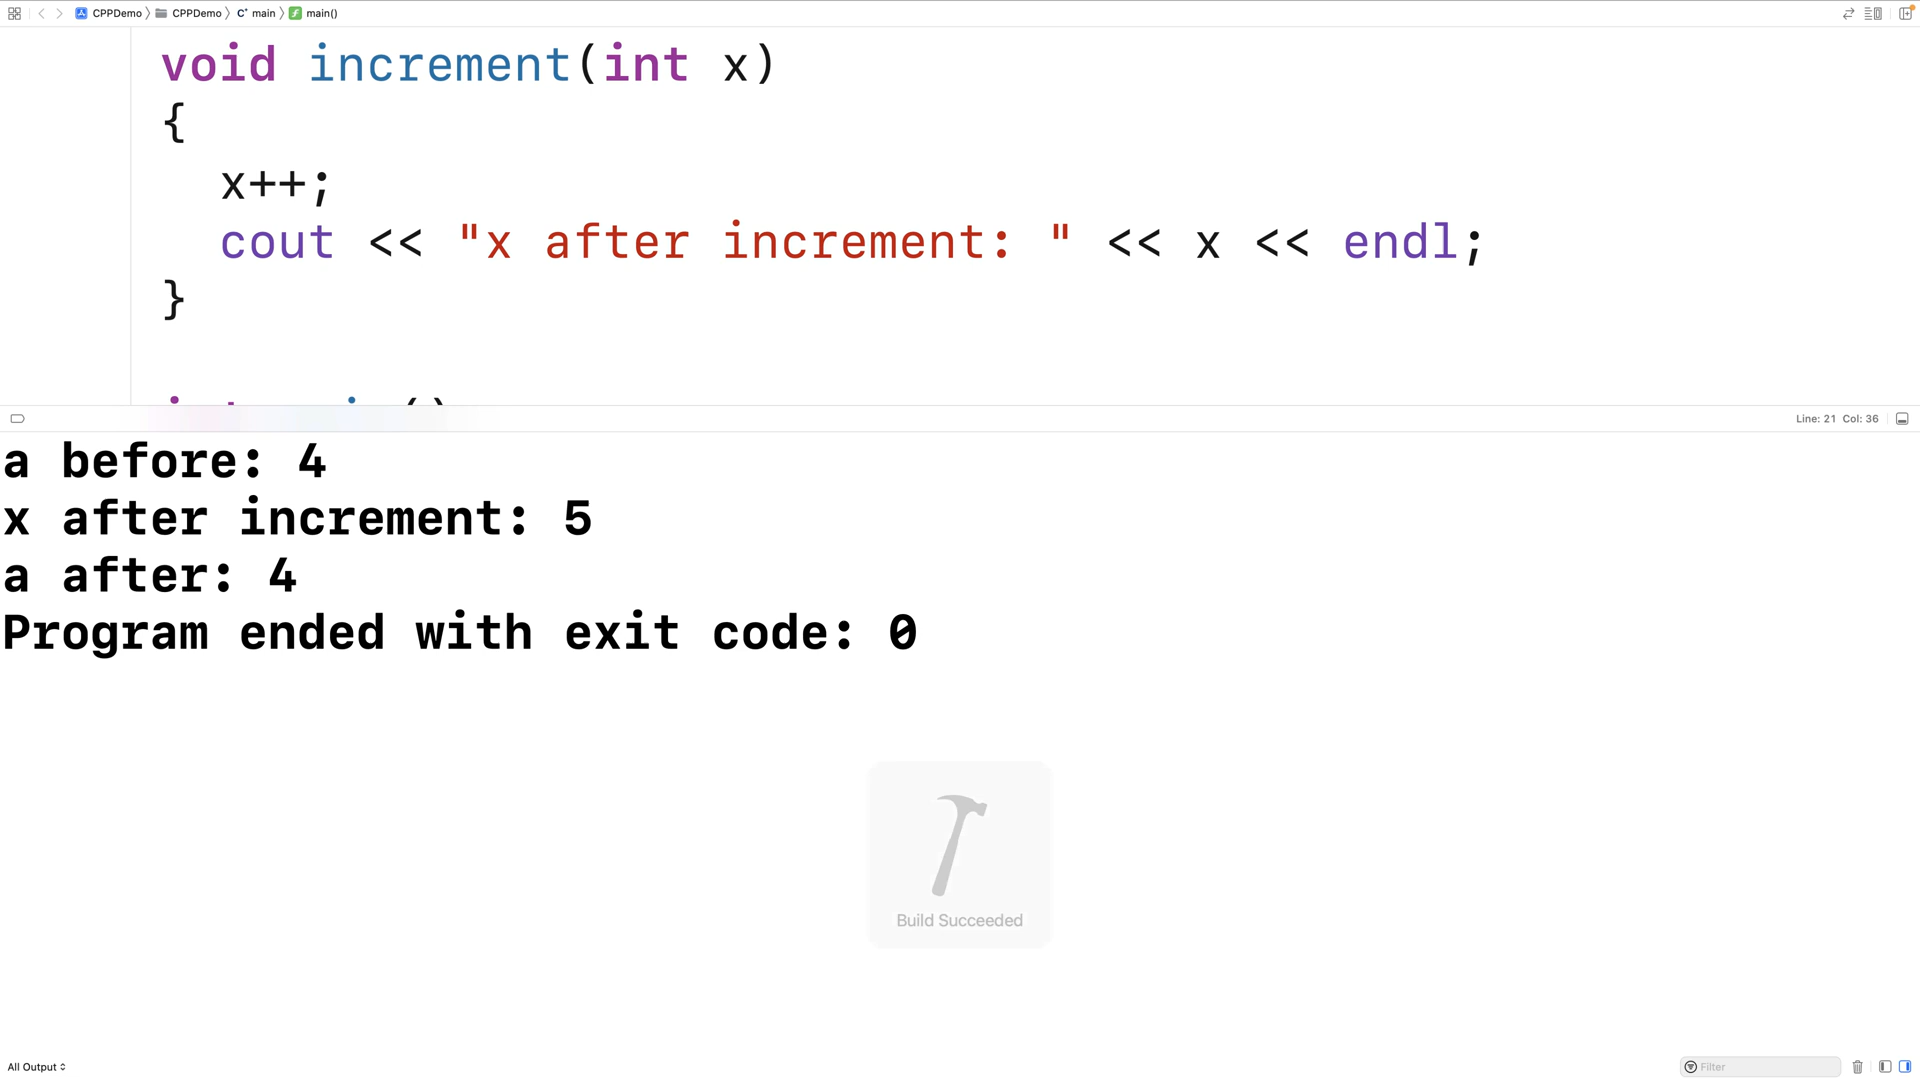 CPPDemo 〉 CPPDemo 〉 C⁺ main 〉 f main()
void increment(int x)
{
x++;
cout << "x after increment: " << x << endl;
}
Line: 21 Col: 36
a before: 4
x after increment: 5
a after: 4
Program ended with exit code: 0
Build Succeeded
All Output
Filter